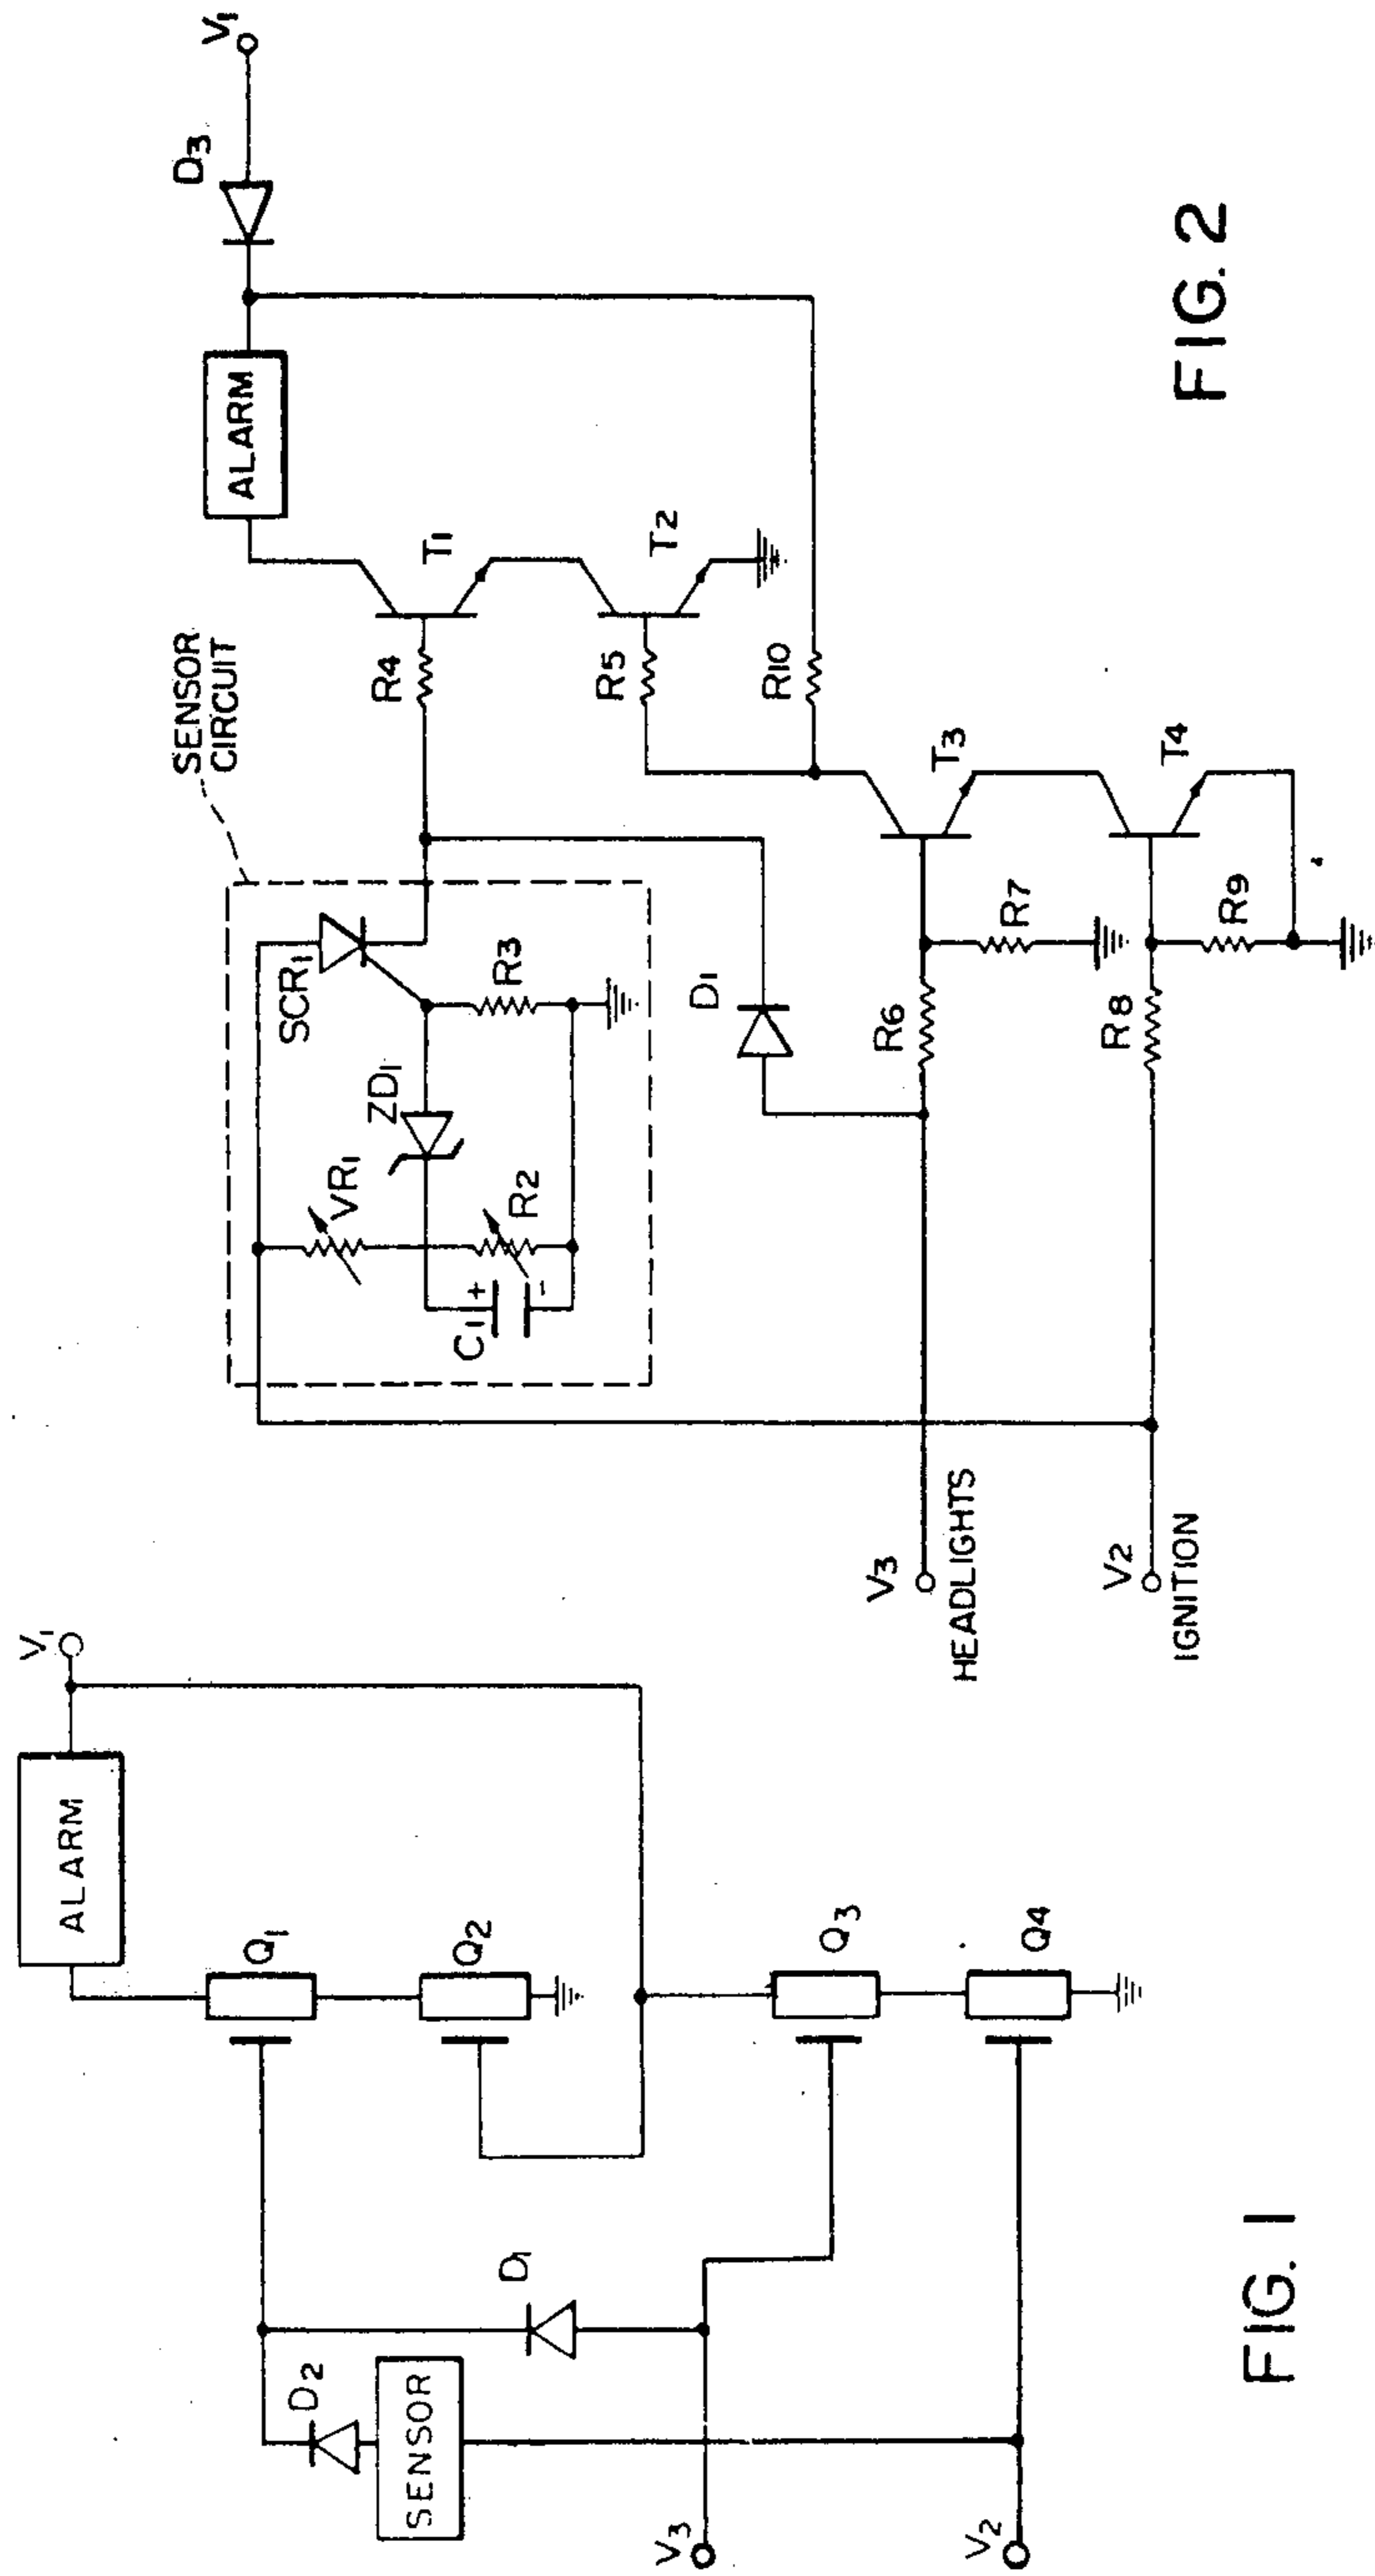 V1
ALARM
Q1
Q2
Q3
Q4
D1
D2
SENSOR
V3
V2
FIG. 1
V1
D3
ALARM
SENSOR
CIRCUIT
T1
R4
T2
R5
R10
SCR1
R3
ZD1
VR1
R2
C1
+
-
D1
T3
T4
R7
R6
R9
R8
V3
HEADLIGHTS
V2
IGNITION
FIG. 2